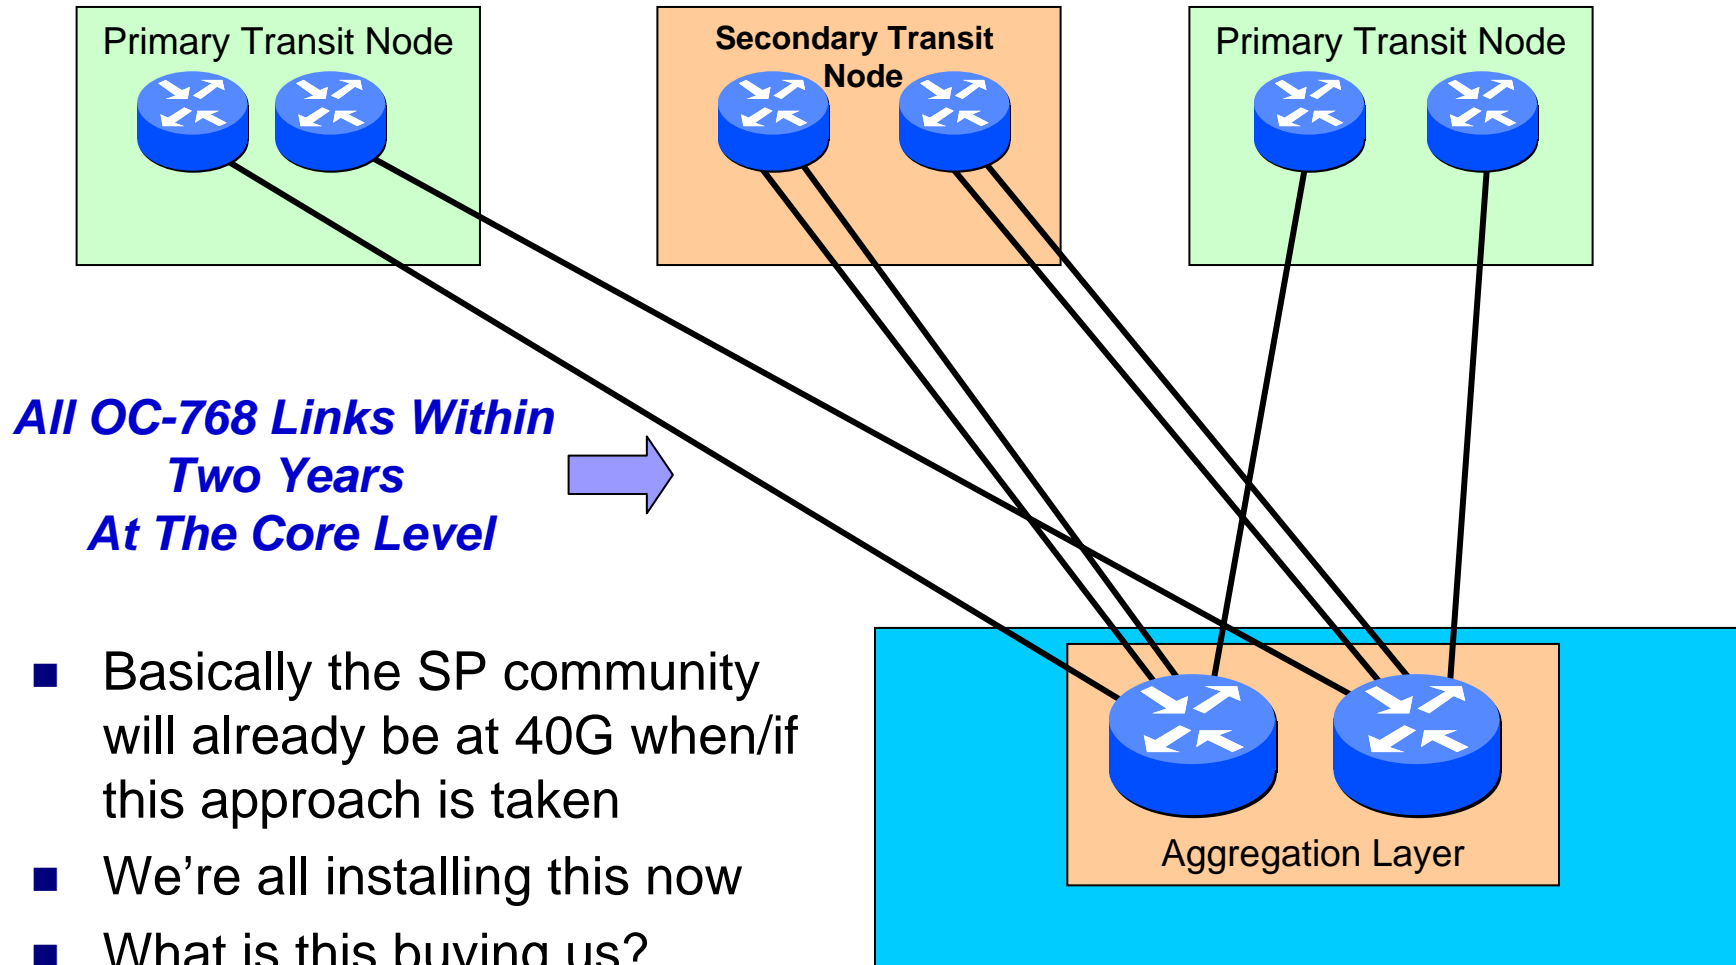 Primary Transit Node
Secondary Transit
Node
Primary Transit Node
All OC-768 Links Within
Two Years
At The Core Level
Basically the SP community
will already be at 40G when/if
this approach is taken
We're all installing this now
What is this buying us?
Aggregation Layer